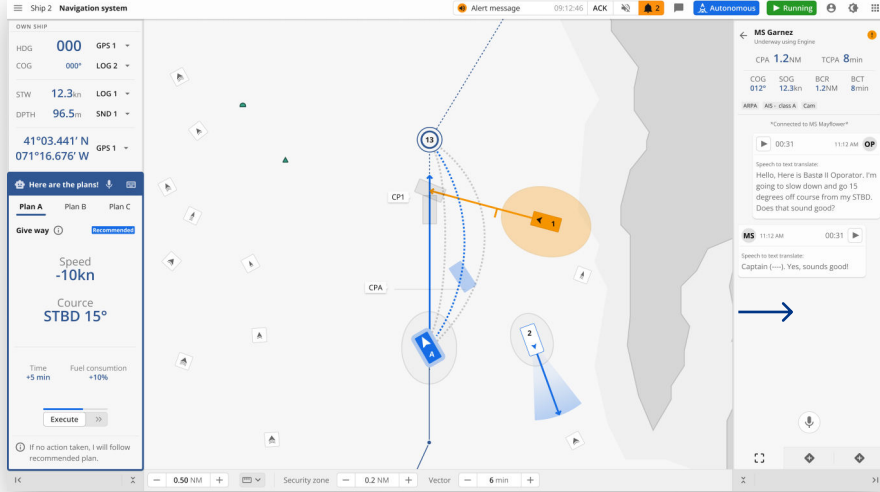 Ship 2 Navigation system
Alert message 09:12:46 ACK 2 Autonomous Running
OWN SHIP
HDG 000 GPS 1
COG 000° LOG 2
STW 12.3kn LOG 1
DPTH 96.5m SND 1
41°03.441' N
071°16.676' W
GPS 1
Here are the plans!
Plan A Plan B Plan C
Give way Recommended
Speed
-10kn
Cource
STBD 15°
Time Fuel consumtion
+5 min +10%
Execute
If no action taken, I will follow
recommended plan.
13
CP1
1
CPA
A
2
0.50 NM
Security zone 0.2 NM
Vector 6 min
MS Garnez
Underway using Engine
CPA 1.2NM TCPA 8min
COG SOG BCR BCT
012° 12.3kn 1.2NM 8min
ARPA AIS - class A Cam
*Connected to MS Mayflower*
00:31 11:12 AM OP
Speech to text translate:
Hello, Here is Bastø II Oporator. I'm
going to slow down and go 15
degrees off course from my STBD.
Does that sound good?
MS 11:12 AM 00:31
Speech to text translate:
Captain (----). Yes, sounds good!